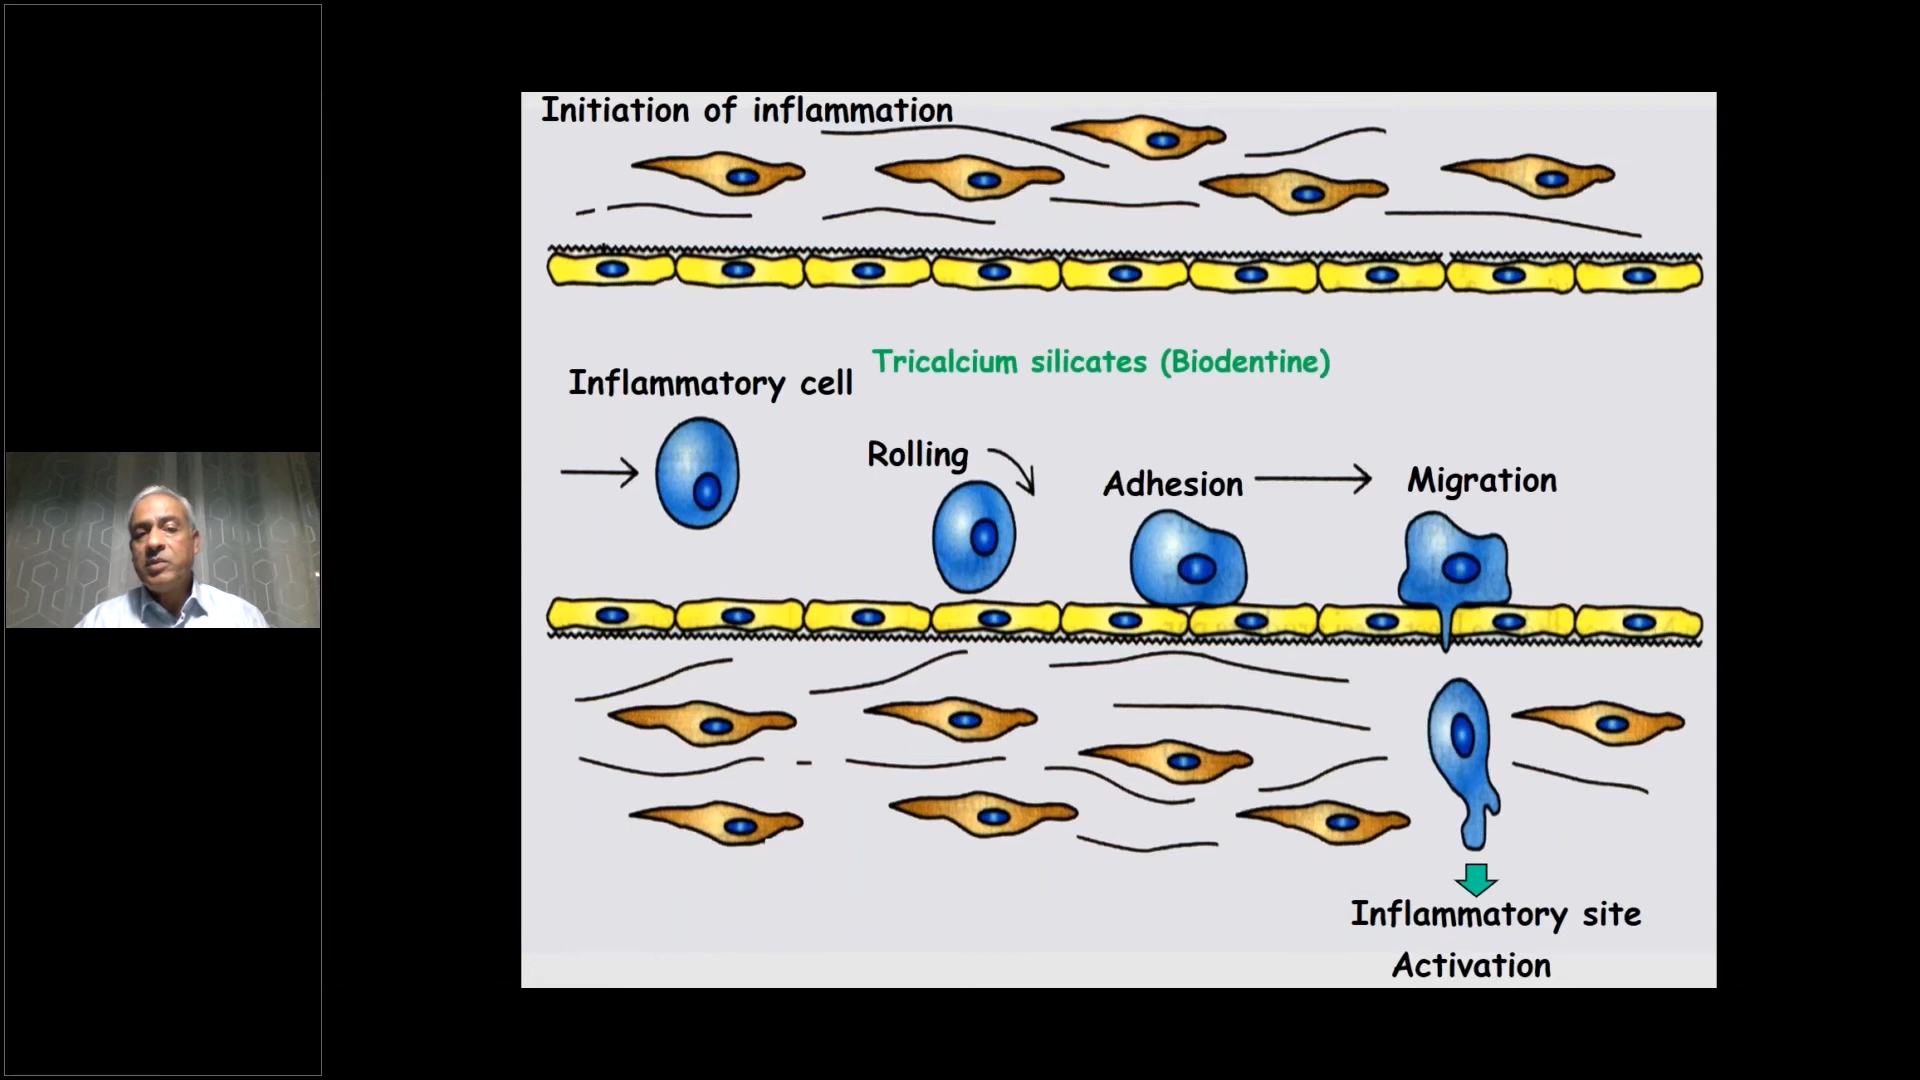 Initiation of inflammation
Tricalcium silicates (Biodentine)
Inflammatory cell
Rolling
Adhesion
Migration
Inflammatory site
Activation